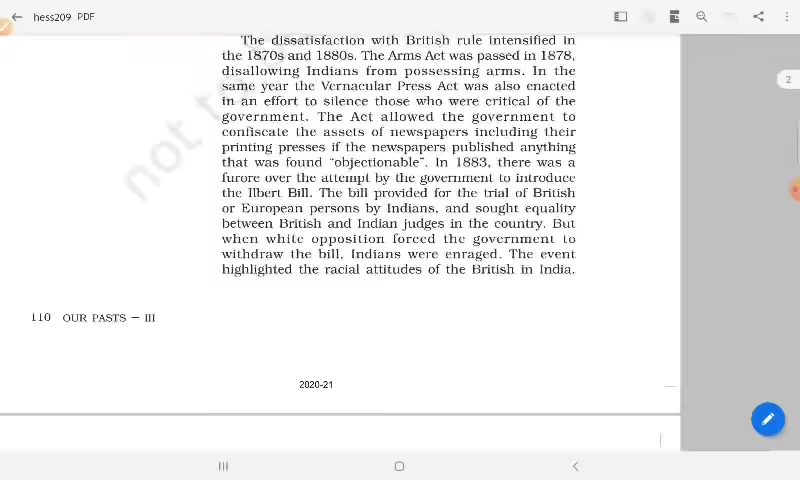 hess209 PDF
2
The dissatisfaction with British rule intensified in
the 1870s and 1880s. The Arms Act was passed in 1878,
disallowing Indians from possessing arms. In the
same year the Vernacular Press Act was also enacted
in an effort to silence those who were critical of the
government. The Act allowed the government to
confiscate the assets of newspapers including their
printing presses if the newspapers published anything
that was found “objectionable”. In 1883, there was a
furore over the attempt by the government to introduce
the Ilbert Bill. The bill provided for the trial of British
or European persons by Indians, and sought equality
between British and Indian judges in the country. But
when white opposition forced the government to
withdraw the bill, Indians were enraged. The event
highlighted the racial attitudes of the British in India.
not to
110 OUR PASTS – III
2020-21